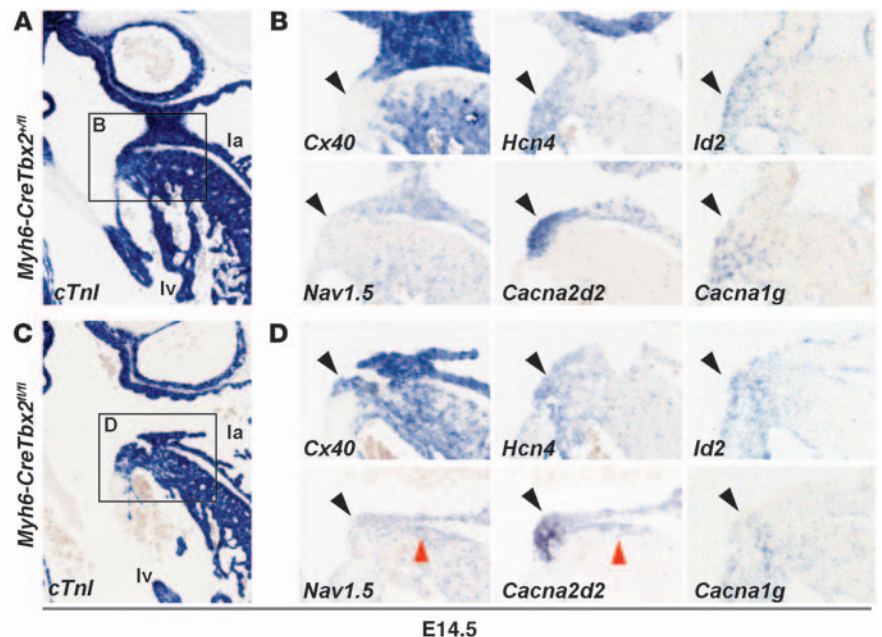 A
Myh6-CreTbx2+/fl
B
la
lv
cTnI
B
Cx40
Hcn4
Id2
Nav1.5
Cacna2d2
Cacna1g
C
Myh6-CreTbx2fl/fl
D
la
lv
cTnI
D
Cx40
Hcn4
Id2
Nav1.5
Cacna2d2
Cacna1g
E14.5